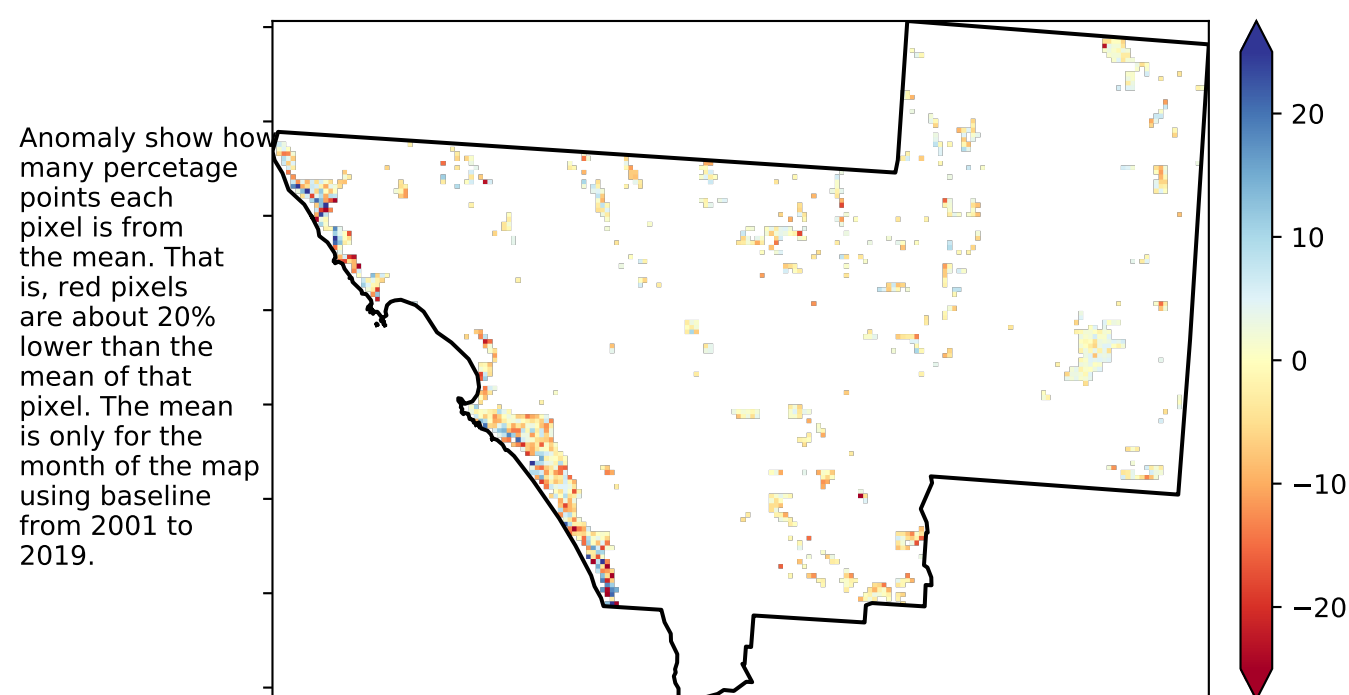 Anomaly show how
many percetage
points each
pixel is from
the mean. That
is, red pixels
are about 20%
lower than the
mean of that
pixel. The mean
is only for the
month of the map
using baseline
from 2001 to
2019.
20
10
0
−10
−20